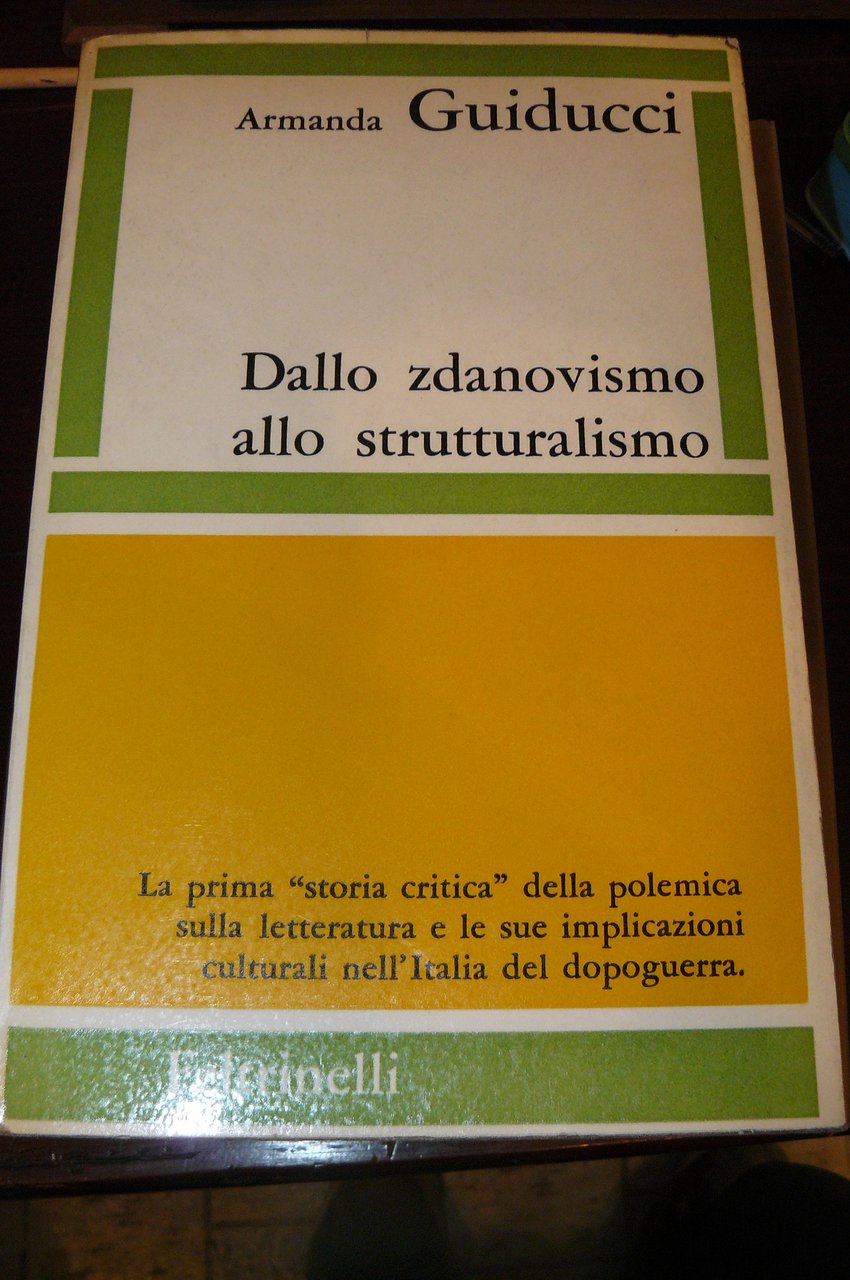 Armanda Guiducci
Dallo zdanovismo
allo strutturalismo
La prima “storia critica” della polemica
sulla letteratura e le sue implicazioni
culturali nell’Italia del dopoguerra.
Feltrinelli